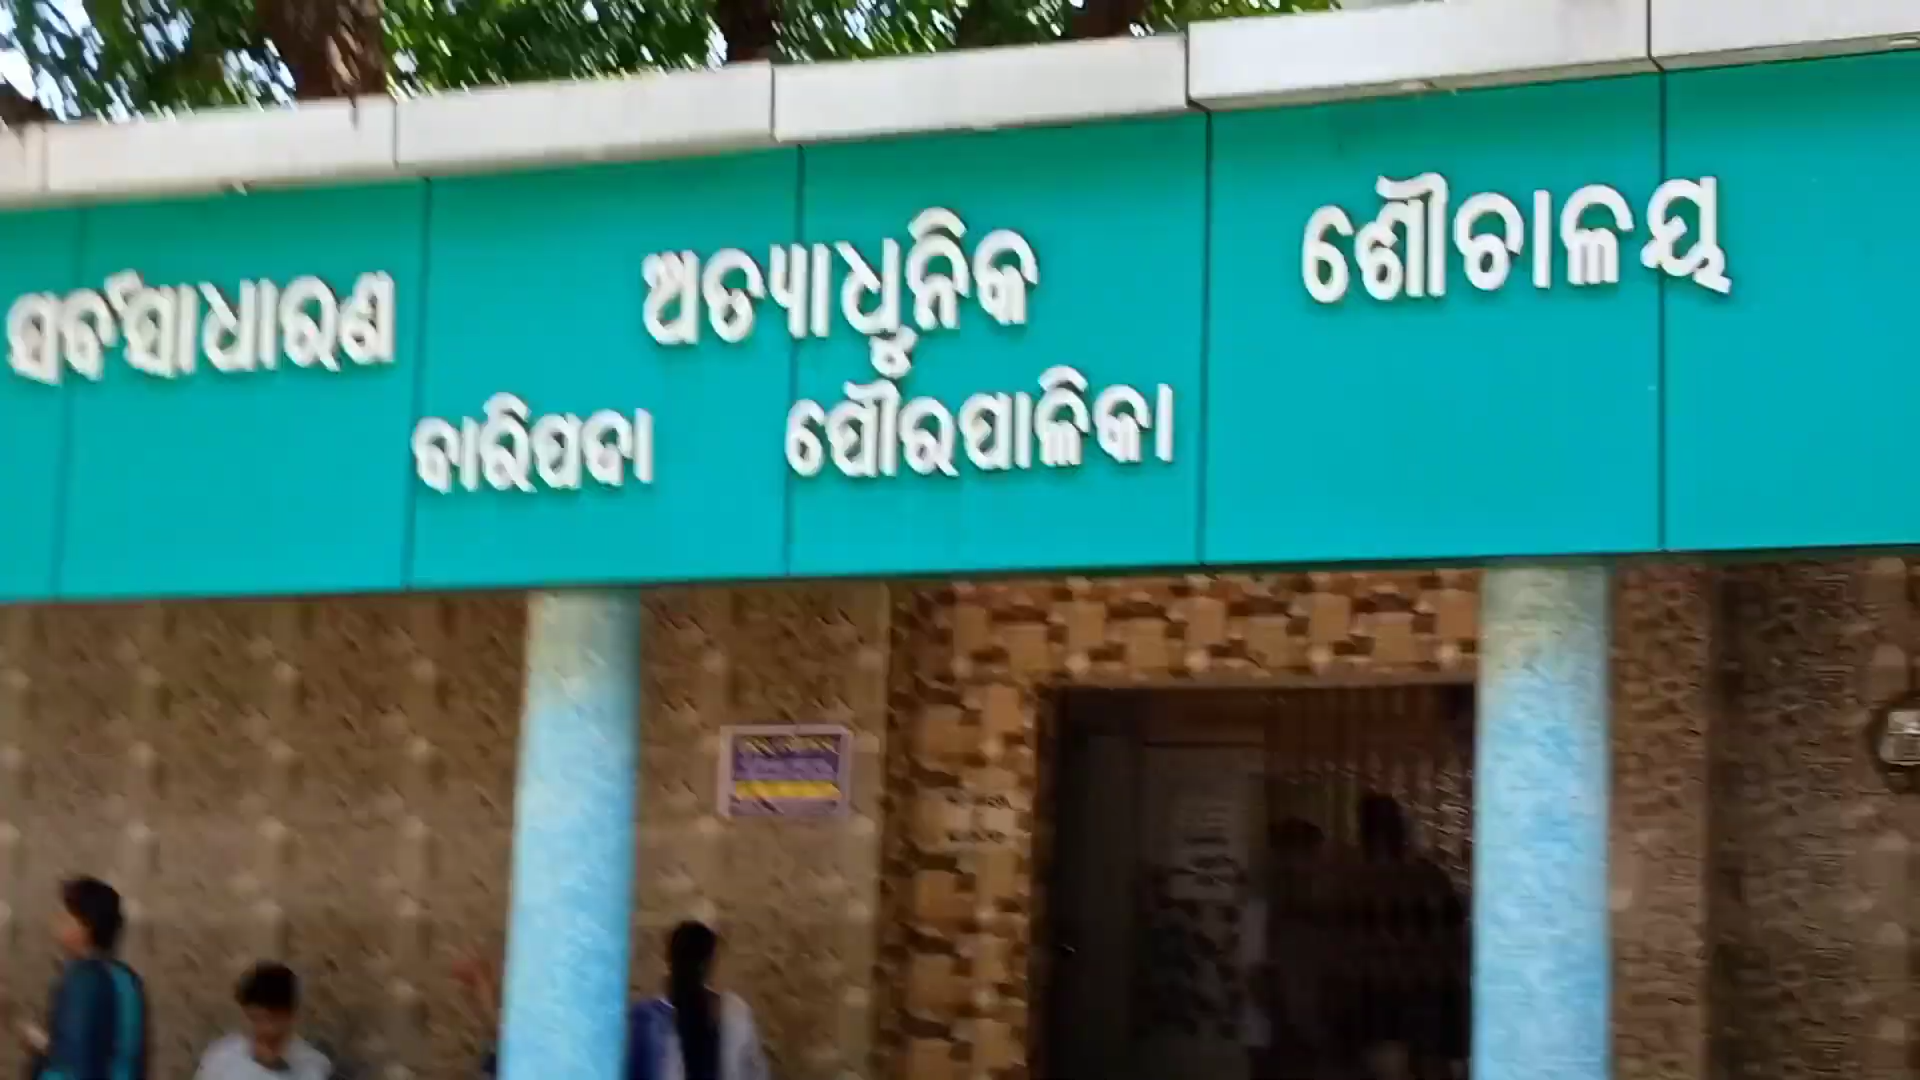 ସର୍ବସାଧାରଣ ଅତ୍ୟାଧୁନିକ ଶୌଚାଳୟ
ବାରିପଦା ପୌରପାଳିକା